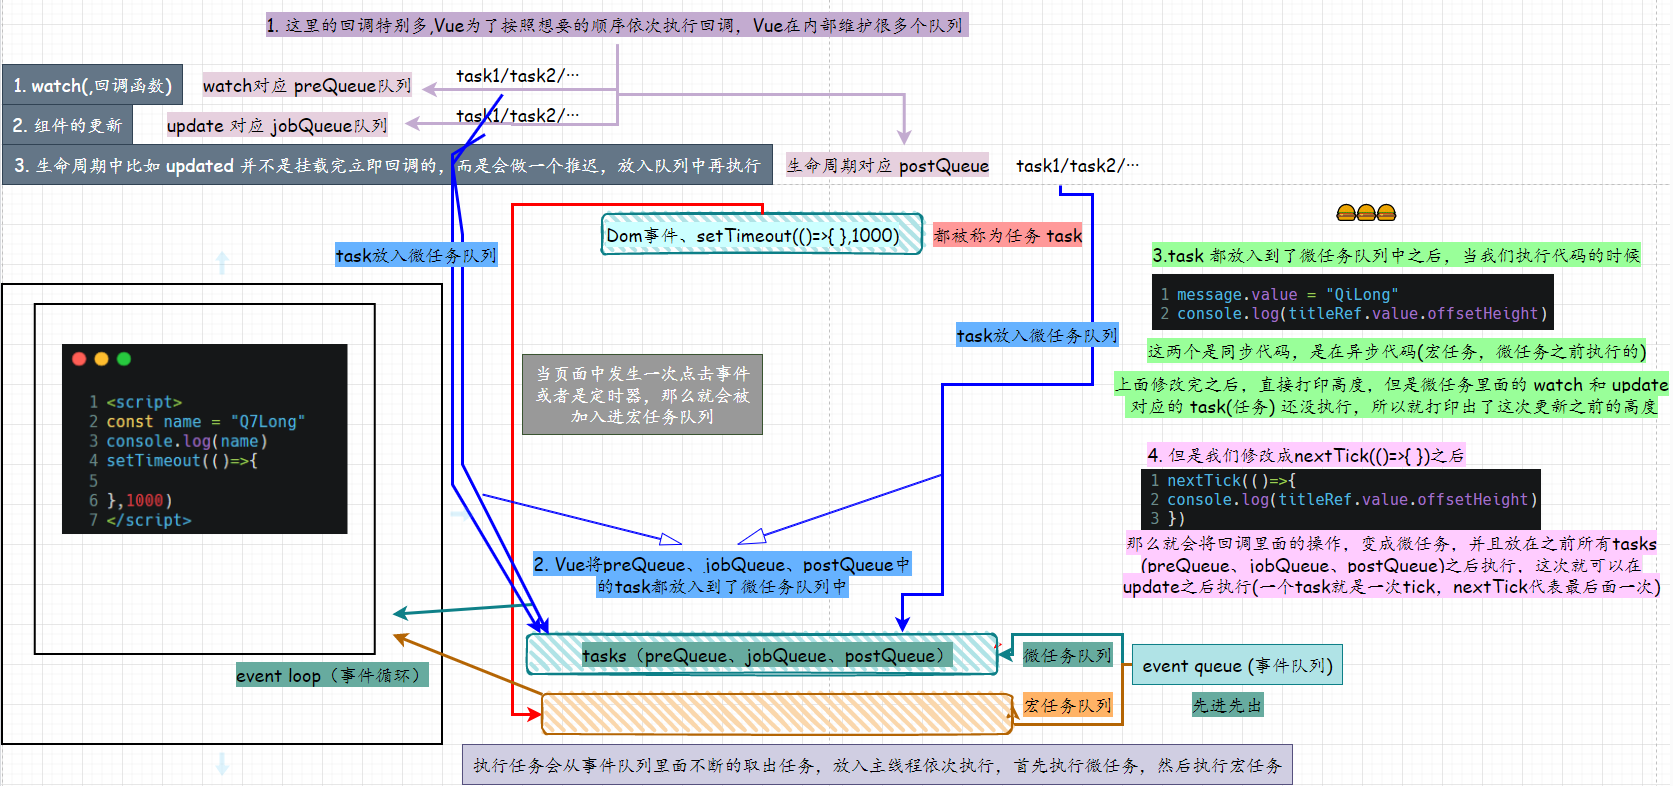 1. 这里的回调特别多,Vue为了按照想要的顺序依次执行回调，Vue在内部维护很多个队列
1. watch(,回调函数)
watch对应 preQueue队列
task1/task2/…
2. 组件的更新
update 对应 jobQueue队列
task1/task2/…
3. 生命周期中比如 updated 并不是挂载完立即回调的，而是会做一个推迟，放入队列中再执行
生命周期对应 postQueue
task1/task2/…
Dom事件、setTimeout(()=>{ },1000)
都被称为任务 task
task放入微任务队列
task放入微任务队列
1 <script>
2 const name = "Q7Long"
3 console.log(name)
4 setTimeout(()=>{
5
6 },1000)
7 </script>
event loop（事件循环）
当页面中发生一次点击事件
或者是定时器，那么就会被
加入进宏任务队列
2. Vue将preQueue、jobQueue、postQueue中
的task都放入到了微任务队列中
tasks（preQueue、jobQueue、postQueue）
微任务队列
宏任务队列
event queue (事件队列)
先进先出
执行任务会从事件队列里面不断的取出任务，放入主线程依次执行，首先执行微任务，然后执行宏任务
3.task 都放入到了微任务队列中之后，当我们执行代码的时候
1 message.value = "QiLong"
2 console.log(titleRef.value.offsetHeight)
这两个是同步代码，是在异步代码(宏任务，微任务之前执行的)
上面修改完之后，直接打印高度，但是微任务里面的 watch 和 update
对应的 task(任务) 还没执行，所以就打印出了这次更新之前的高度
4. 但是我们修改成nextTick(()=>{ })之后
1 nextTick(()=>{
2 console.log(titleRef.value.offsetHeight)
3 })
那么就会将回调里面的操作，变成微任务，并且放在之前所有tasks
(preQueue、jobQueue、postQueue)之后执行，这次就可以在
update之后执行(一个task就是一次tick，nextTick代表最后面一次)